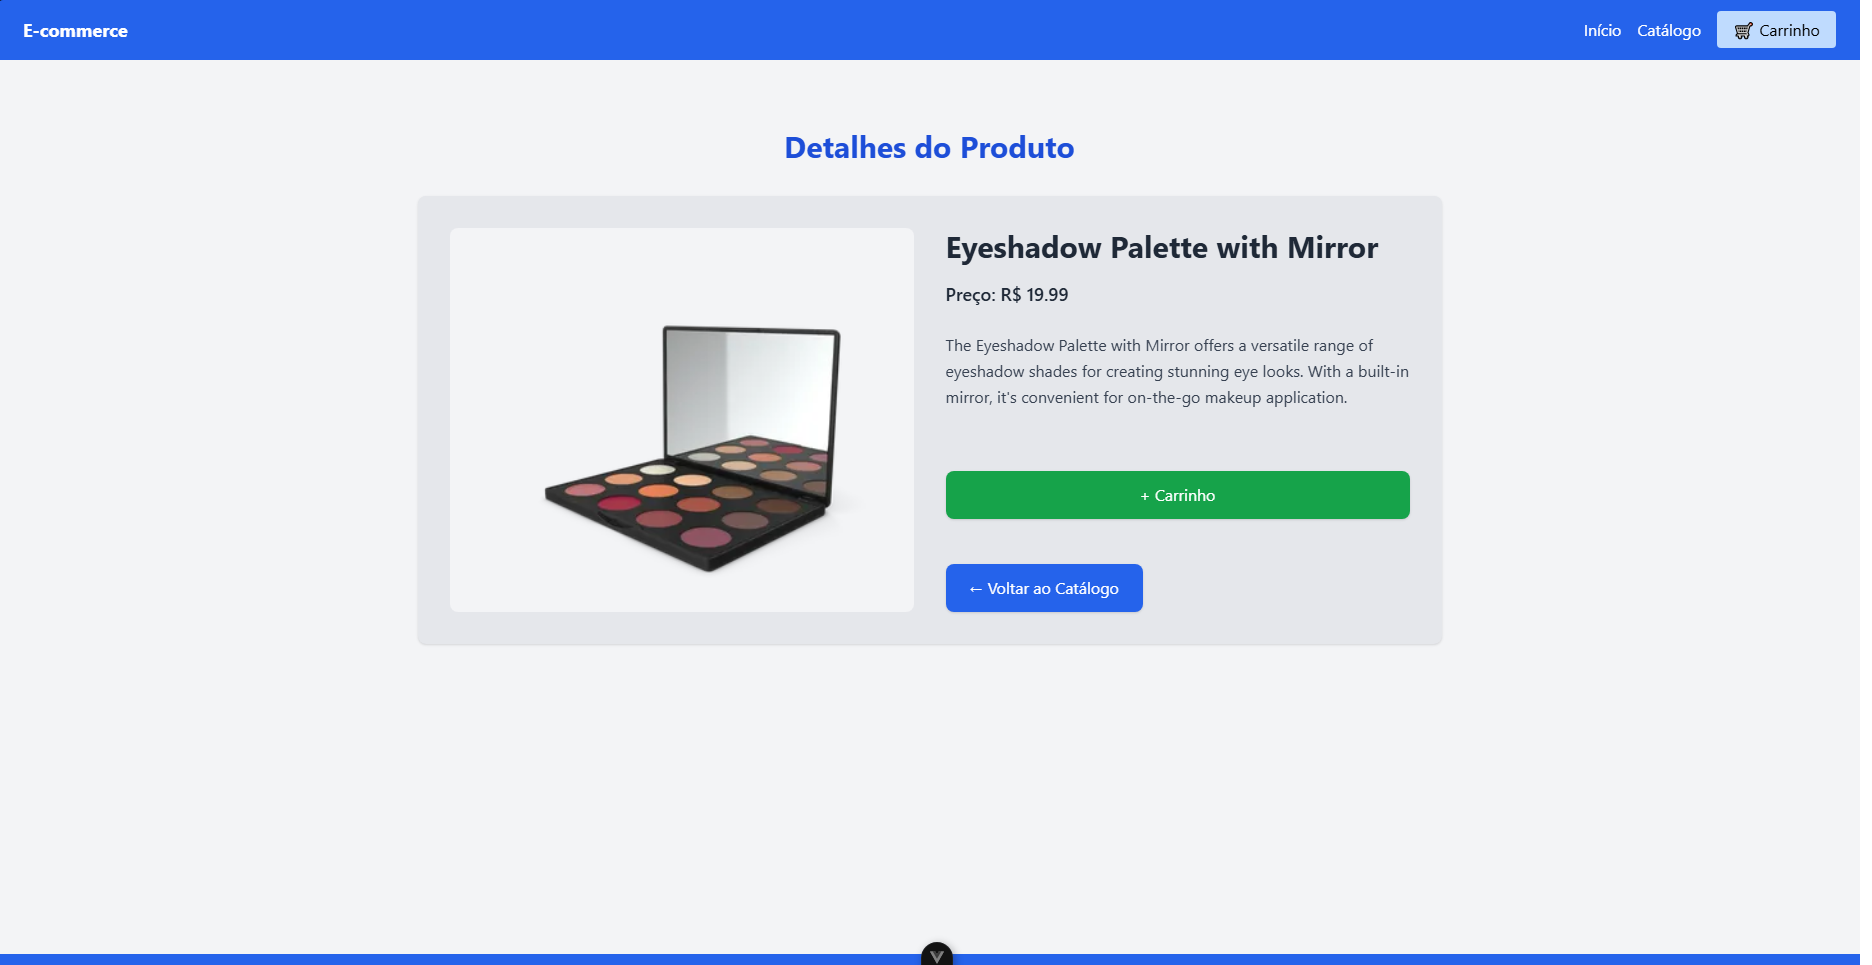 E-commerce
Início
Catálogo
🛒 Carrinho
Detalhes do Produto
Eyeshadow Palette with Mirror
Preço: R$ 19.99
The Eyeshadow Palette with Mirror offers a versatile range of
eyeshadow shades for creating stunning eye looks. With a built-in
mirror, it's convenient for on-the-go makeup application.
+ Carrinho
← Voltar ao Catálogo